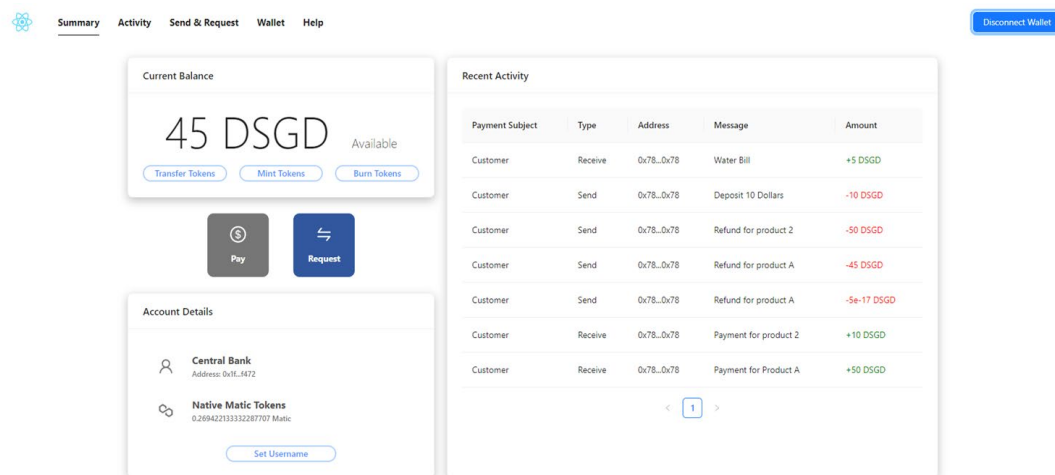 Summary Activity Send & Request Wallet Help Disconnect Wallet
Current Balance
45 DSGD Available
Transfer Tokens Mint Tokens Burn Tokens
Pay Request
Account Details
Central Bank
Address: 0x1f...f472
Native Matic Tokens
0.269422133332287707 Matic
Set Username
Recent Activity
Payment Subject Type Address Message Amount
Customer Receive 0x78...0x78 Water Bill +5 DSGD
Customer Send 0x78...0x78 Deposit 10 Dollars -10 DSGD
Customer Send 0x78...0x78 Refund for product 2 -50 DSGD
Customer Send 0x78...0x78 Refund for product A -45 DSGD
Customer Send 0x78...0x78 Refund for product A -5e-17 DSGD
Customer Receive 0x78...0x78 Payment for product 2 +10 DSGD
Customer Receive 0x78...0x78 Payment for Product A +50 DSGD
< 1 >